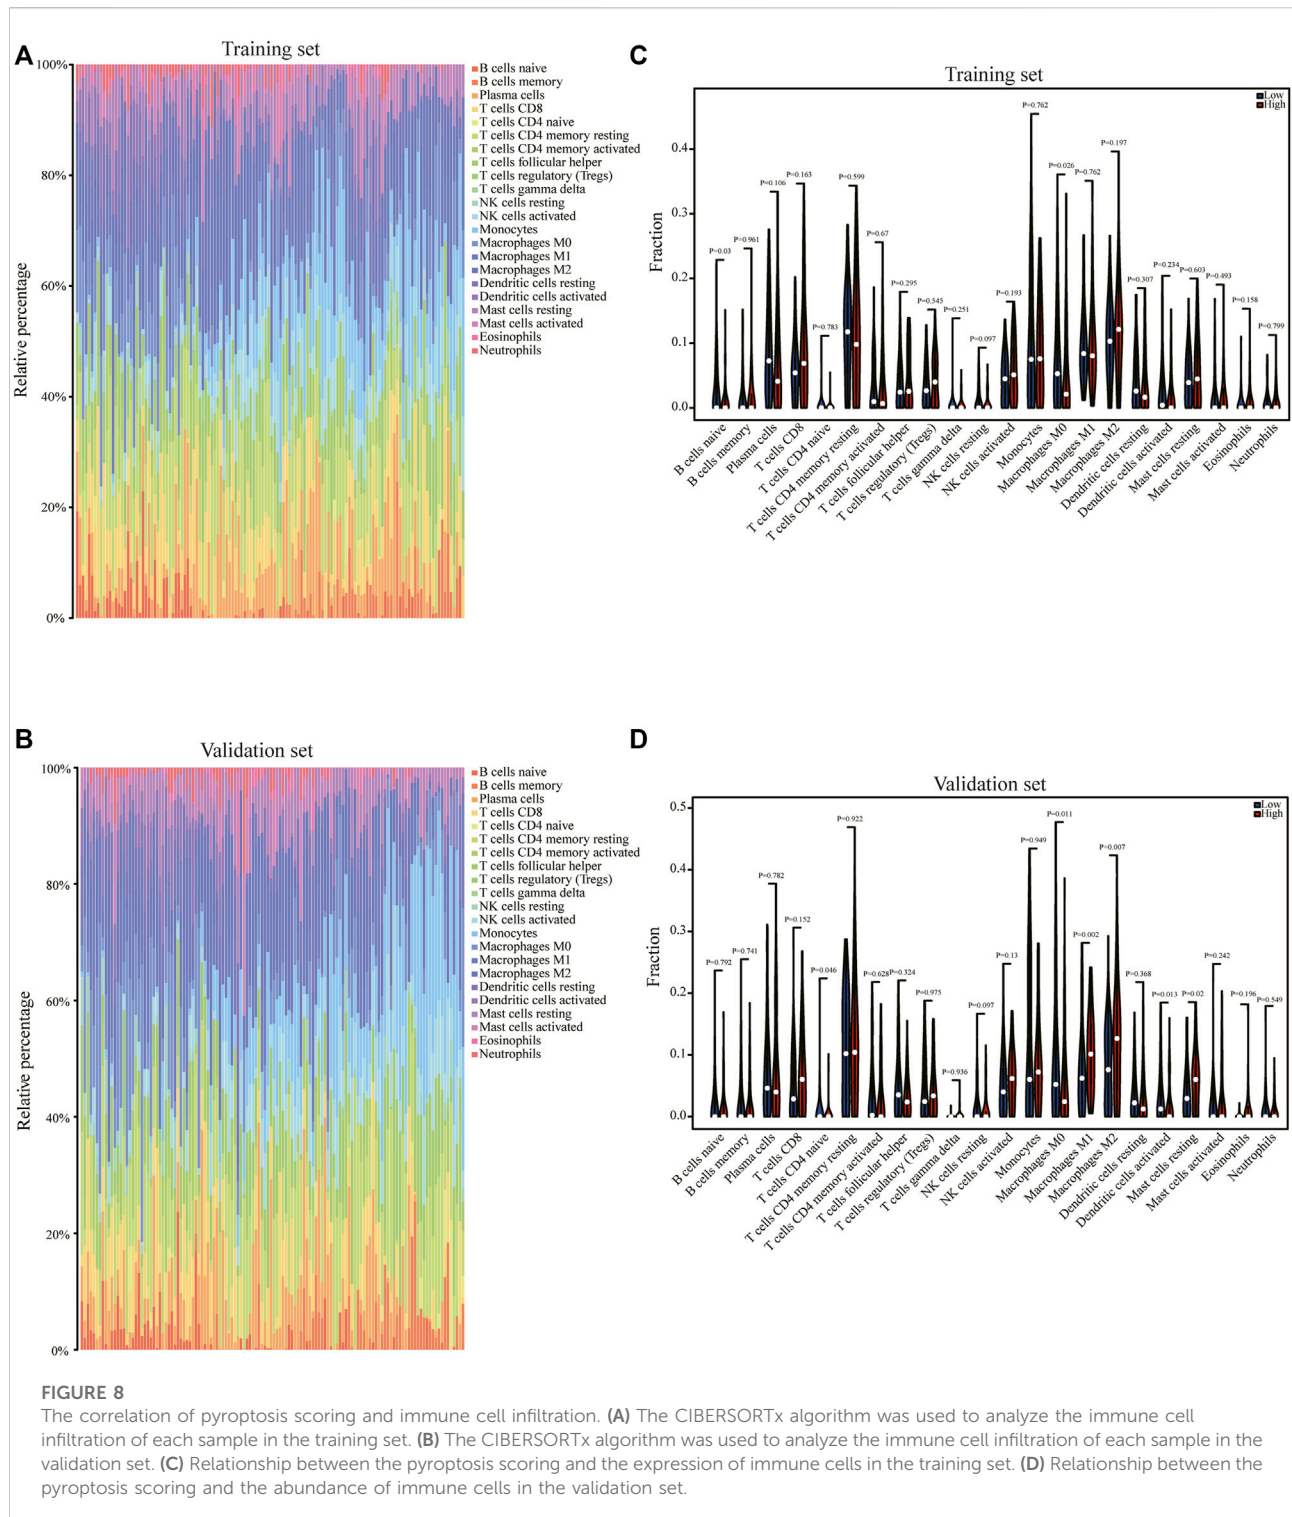 A
Training set
100%
80%
60%
40%
20%
0%
Relative percentage
B cells naive
B cells memory
Plasma cells
T cells CD8
T cells CD4 naive
T cells CD4 memory resting
T cells CD4 memory activated
T cells follicular helper
T cells regulatory (Tregs)
T cells gamma delta
NK cells resting
NK cells activated
Monocytes
Macrophages M0
Macrophages M1
Macrophages M2
Dendritic cells resting
Dendritic cells activated
Mast cells resting
Mast cells activated
Eosinophils
Neutrophils
C
Training set
Low
High
Fraction
0.4
0.3
0.2
0.1
0.0
P=0.03
P=0.961
P=0.106
P=0.163
P=0.783
P=0.599
P=0.67
P=0.295
P=0.545
P=0.251
P=0.097
P=0.193
P=0.762
P=0.026
P=0.762
P=0.197
P=0.307
P=0.234
P=0.603
P=0.493
P=0.158
P=0.799
B cells naive
B cells memory
Plasma cells
T cells CD8
T cells CD4 naive
T cells CD4 memory resting
T cells CD4 memory activated
T cells follicular helper
T cells regulatory (Tregs)
T cells gamma delta
NK cells resting
NK cells activated
Monocytes
Macrophages M0
Macrophages M1
Macrophages M2
Dendritic cells resting
Dendritic cells activated
Mast cells resting
Mast cells activated
Eosinophils
Neutrophils
B
Validation set
100%
80%
60%
40%
20%
0%
Relative percentage
B cells naive
B cells memory
Plasma cells
T cells CD8
T cells CD4 naive
T cells CD4 memory resting
T cells CD4 memory activated
T cells follicular helper
T cells regulatory (Tregs)
T cells gamma delta
NK cells resting
NK cells activated
Monocytes
Macrophages M0
Macrophages M1
Macrophages M2
Dendritic cells resting
Dendritic cells activated
Mast cells resting
Mast cells activated
Eosinophils
Neutrophils
D
Validation set
Low
High
Fraction
0.5
0.4
0.3
0.2
0.1
0.0
P=0.792
P=0.741
P=0.782
P=0.152
P=0.046
P=0.922
P=0.628
P=0.324
P=0.975
P=0.936
P=0.097
P=0.13
P=0.949
P=0.011
P=0.002
P=0.007
P=0.368
P=0.013
P=0.02
P=0.242
P=0.196
P=0.549
B cells naive
B cells memory
Plasma cells
T cells CD8
T cells CD4 naive
T cells CD4 memory resting
T cells CD4 memory activated
T cells follicular helper
T cells regulatory (Tregs)
T cells gamma delta
NK cells resting
NK cells activated
Monocytes
Macrophages M0
Macrophages M1
Macrophages M2
Dendritic cells resting
Dendritic cells activated
Mast cells resting
Mast cells activated
Eosinophils
Neutrophils
FIGURE 8
The correlation of pyroptosis scoring and immune cell infiltration. (A) The CIBERSORTx algorithm was used to analyze the immune cell
infiltration of each sample in the training set. (B) The CIBERSORTx algorithm was used to analyze the immune cell infiltration of each sample in the
validation set. (C) Relationship between the pyroptosis scoring and the expression of immune cells in the training set. (D) Relationship between the
pyroptosis scoring and the abundance of immune cells in the validation set.